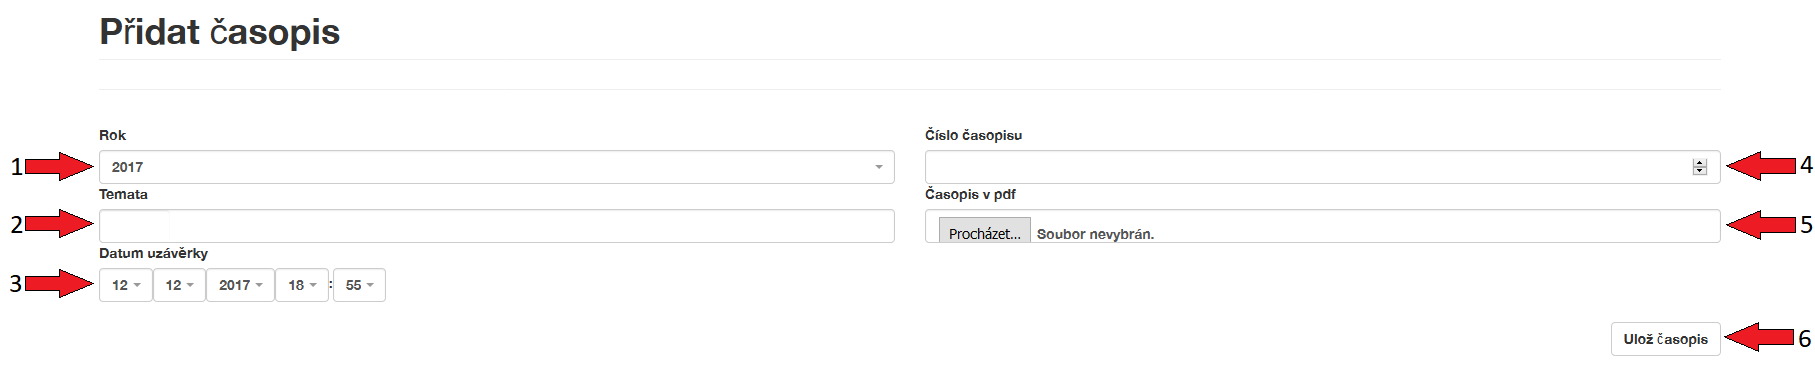 Přidat časopis
Rok
Číslo časopisu
1 2017 4
Temata
Časopis v pdf
2 Procházet... Soubor nevybrán. 5
Datum uzávěrky
3 12 12 2017 18 : 55
Ulož časopis 6